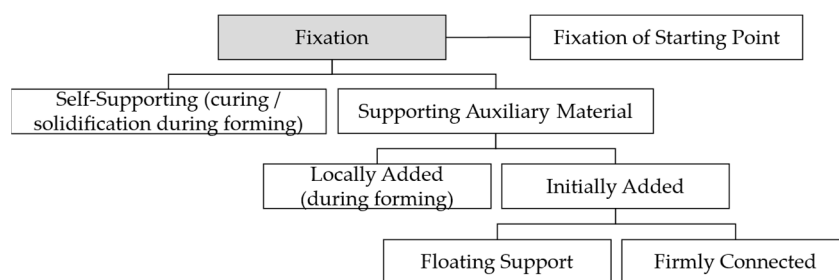 Fixation
Fixation of Starting Point
Self-Supporting (curing /
solidification during forming)
Supporting Auxiliary Material
Locally Added
(during forming)
Initially Added
Floating Support
Firmly Connected